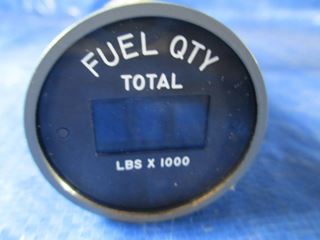 FUEL QTY
TOTAL
LBS X 1000